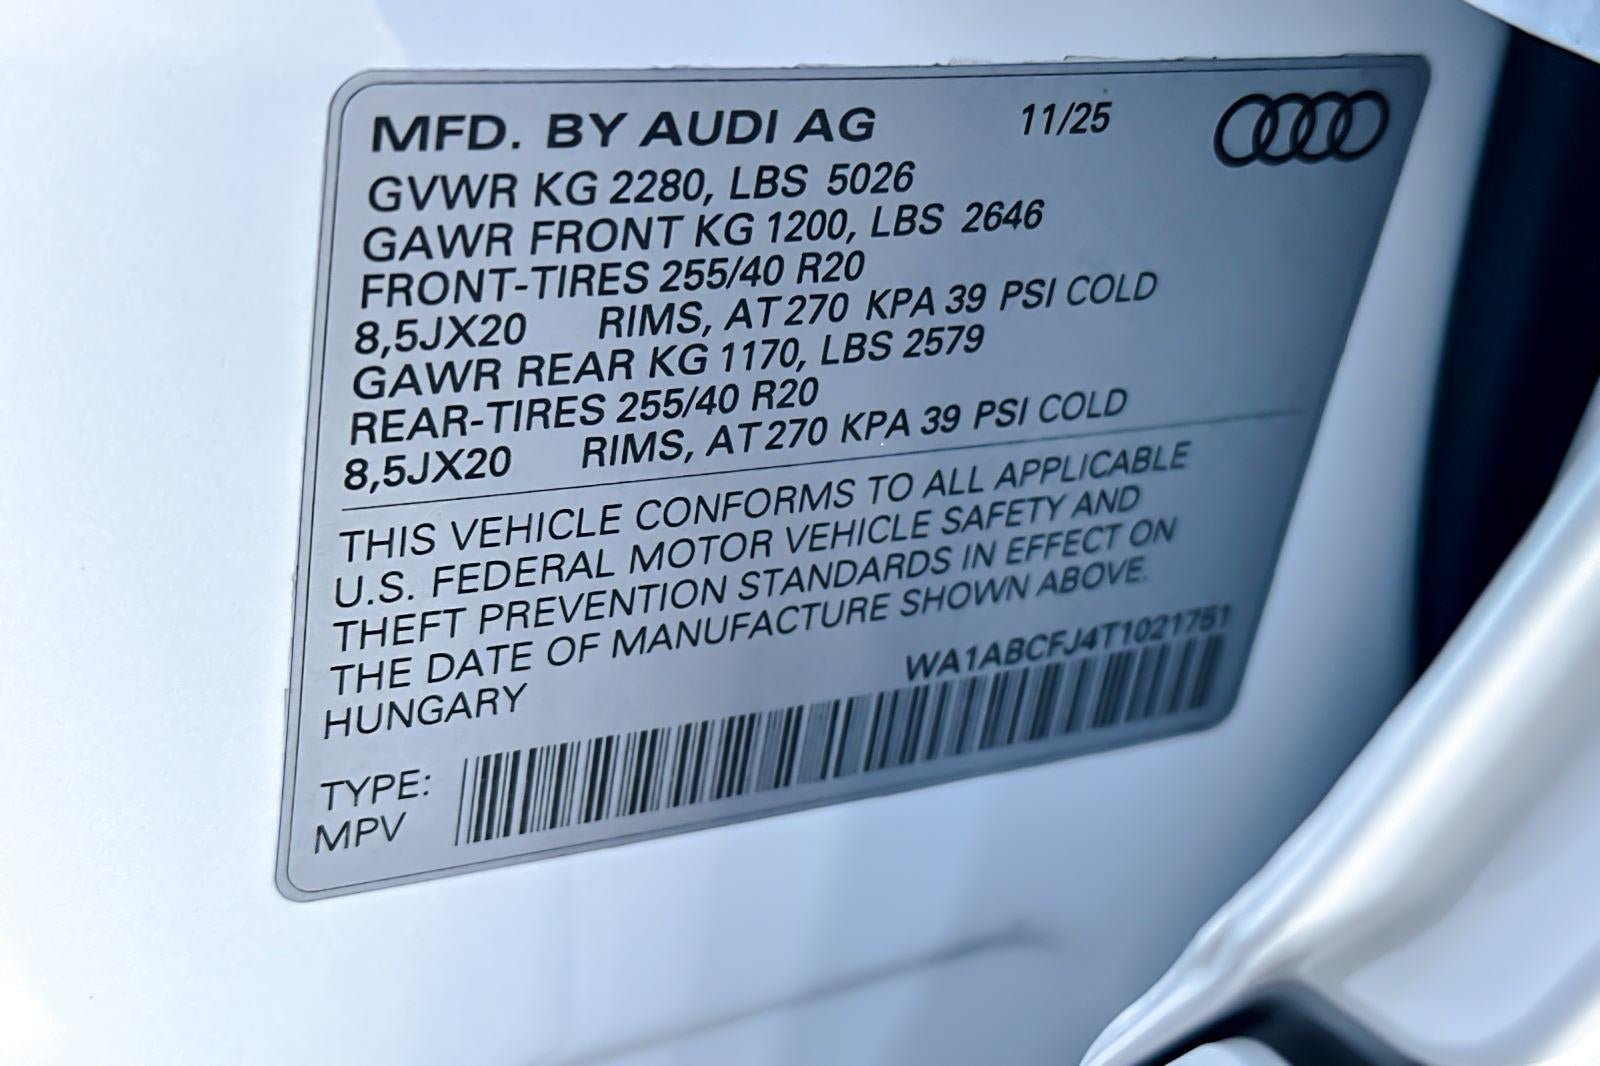 MFD. BY AUDI AG 11/25
GVWR KG 2280, LBS 5026
GAWR FRONT KG 1200, LBS 2646
FRONT-TIRES 255/40 R20
8,5JX20 RIMS, AT 270 KPA 39 PSI COLD
GAWR REAR KG 1170, LBS 2579
REAR-TIRES 255/40 R20
8,5JX20 RIMS, AT 270 KPA 39 PSI COLD
THIS VEHICLE CONFORMS TO ALL APPLICABLE
U.S. FEDERAL MOTOR VEHICLE SAFETY AND
THEFT PREVENTION STANDARDS IN EFFECT ON
THE DATE OF MANUFACTURE SHOWN ABOVE.
HUNGARY WA1ABCFJ4T1021751
TYPE:
MPV